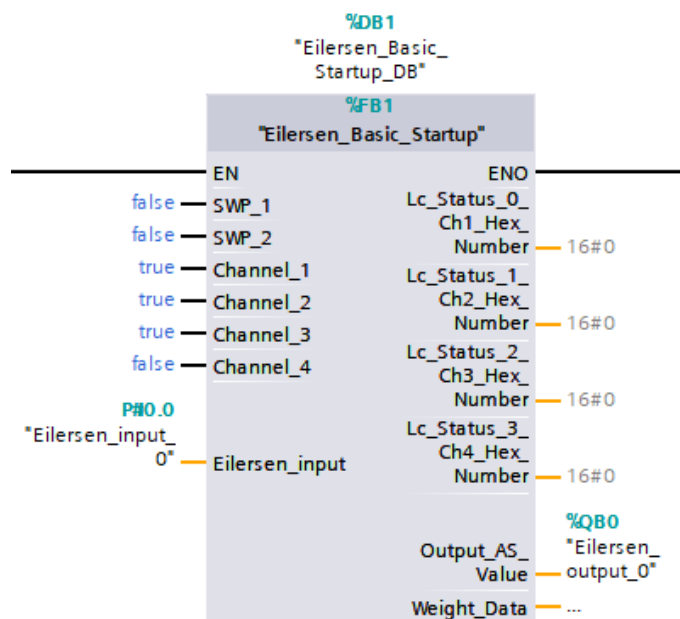 %DB1
"Eilersen_Basic_
Startup_DB"
%FB1
"Eilersen_Basic_Startup"
EN
ENO
false
SWP_1
Lc_Status_0_
Ch1_Hex_
Number
16#0
false
SWP_2
true
Channel_1
Lc_Status_1_
Ch2_Hex_
Number
16#0
true
Channel_2
true
Channel_3
Lc_Status_2_
Ch3_Hex_
Number
16#0
false
Channel_4
P#I0.0
"Eilersen_input_
0"
Eilersen_input
Lc_Status_3_
Ch4_Hex_
Number
16#0
%QB0
"Eilersen_
output_0"
Output_AS_
Value
Weight_Data
...